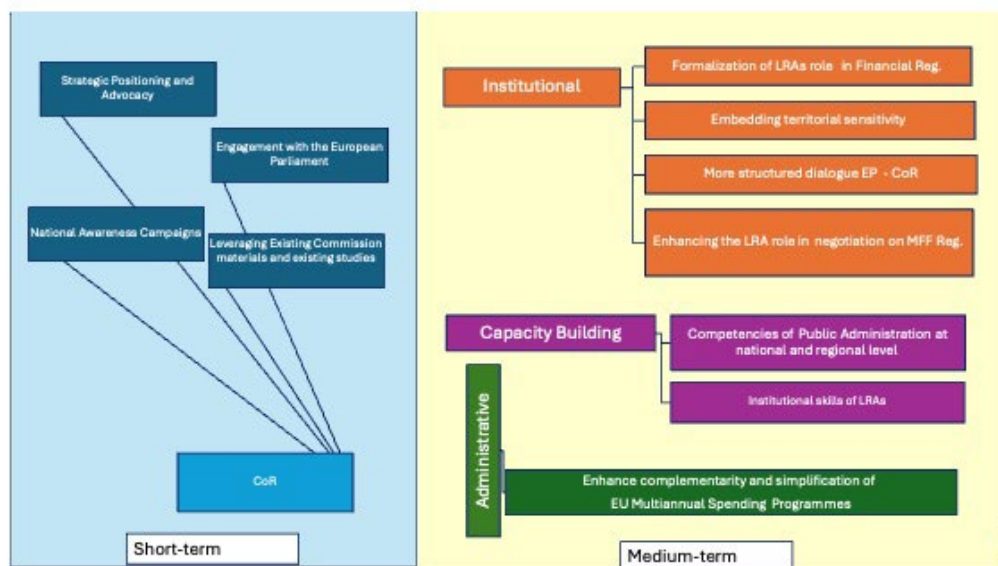 Strategic Positioning and
Advocacy
Engagement with the European
Parliament
National Awareness Campaigns
Leveraging Existing Commission
materials and existing studies
CoR
Short-term
Institutional
Formalization of LRAs role in Financial Reg.
Embedding territorial sensitivity
More structured dialogue EP - CoR
Enhancing the LRA role in negotiation on MFF Reg.
Capacity Building
Competencies of Public Administration at
national and regional level
Institutional skills of LRAs
Administrative
Enhance complementarity and simplification of
EU Multiannual Spending Programmes
Medium-term